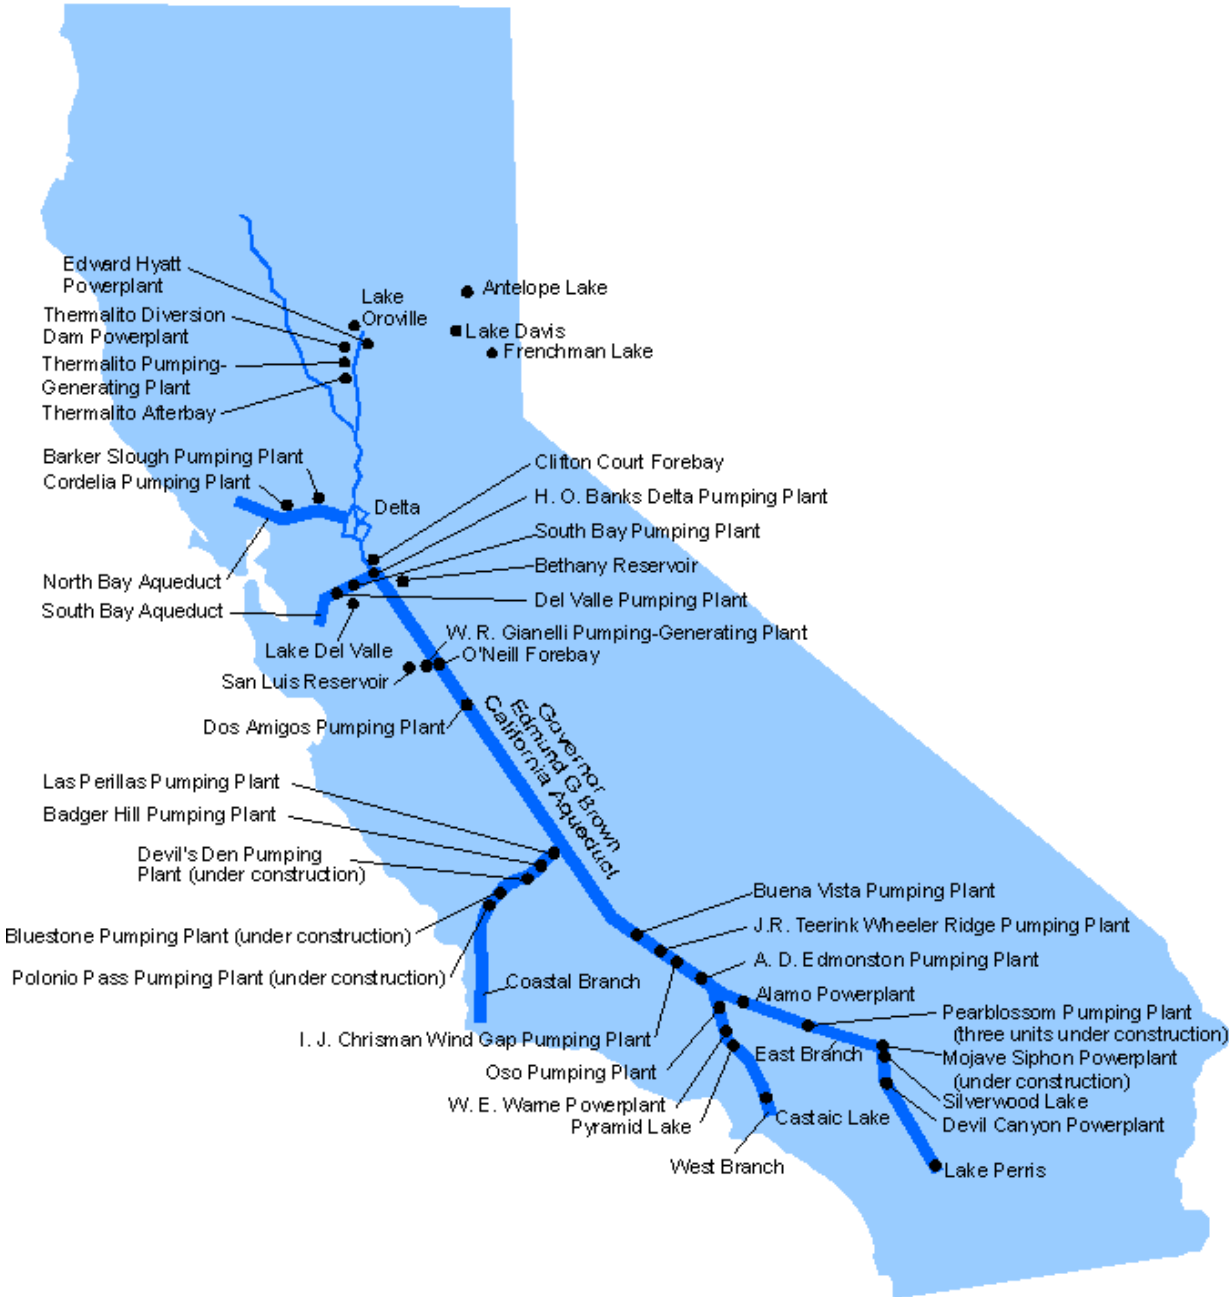 Edward Hyatt
Powerplant
Lake
Oroville
Antelope Lake
Thermalito Diversion
Dam Powerplant
Lake Davis
Frenchman Lake
Thermalito Pumping-
Generating Plant
Thermalito Afterbay
Barker Slough Pumping Plant
Cordelia Pumping Plant
Clifton Court Forebay
H. O. Banks Delta Pumping Plant
Delta
South Bay Pumping Plant
Bethany Reservoir
North Bay Aqueduct
Del Valle Pumping Plant
South Bay Aqueduct
W. R. Gianelli Pumping-Generating Plant
Lake Del Valle
O'Neill Forebay
San Luis Reservoir
Dos Amigos Pumping Plant
Governor
Edmund G Brown
California Aqueduct
Las Perillas Pumping Plant
Badger Hill Pumping Plant
Devil's Den Pumping
Plant (under construction)
Buena Vista Pumping Plant
J.R. Teerink Wheeler Ridge Pumping Plant
Bluestone Pumping Plant (under construction)
A. D. Edmonston Pumping Plant
Polonio Pass Pumping Plant (under construction)
Coastal Branch
Alamo Powerplant
Pearblossom Pumping Plant
(three units under construction)
I. J. Chrisman Wind Gap Pumping Plant
East Branch
Mojave Siphon Powerplant
(under construction)
Oso Pumping Plant
Silverwood Lake
W. E. Warne Powerplant
Castaic Lake
Devil Canyon Powerplant
Pyramid Lake
West Branch
Lake Perris